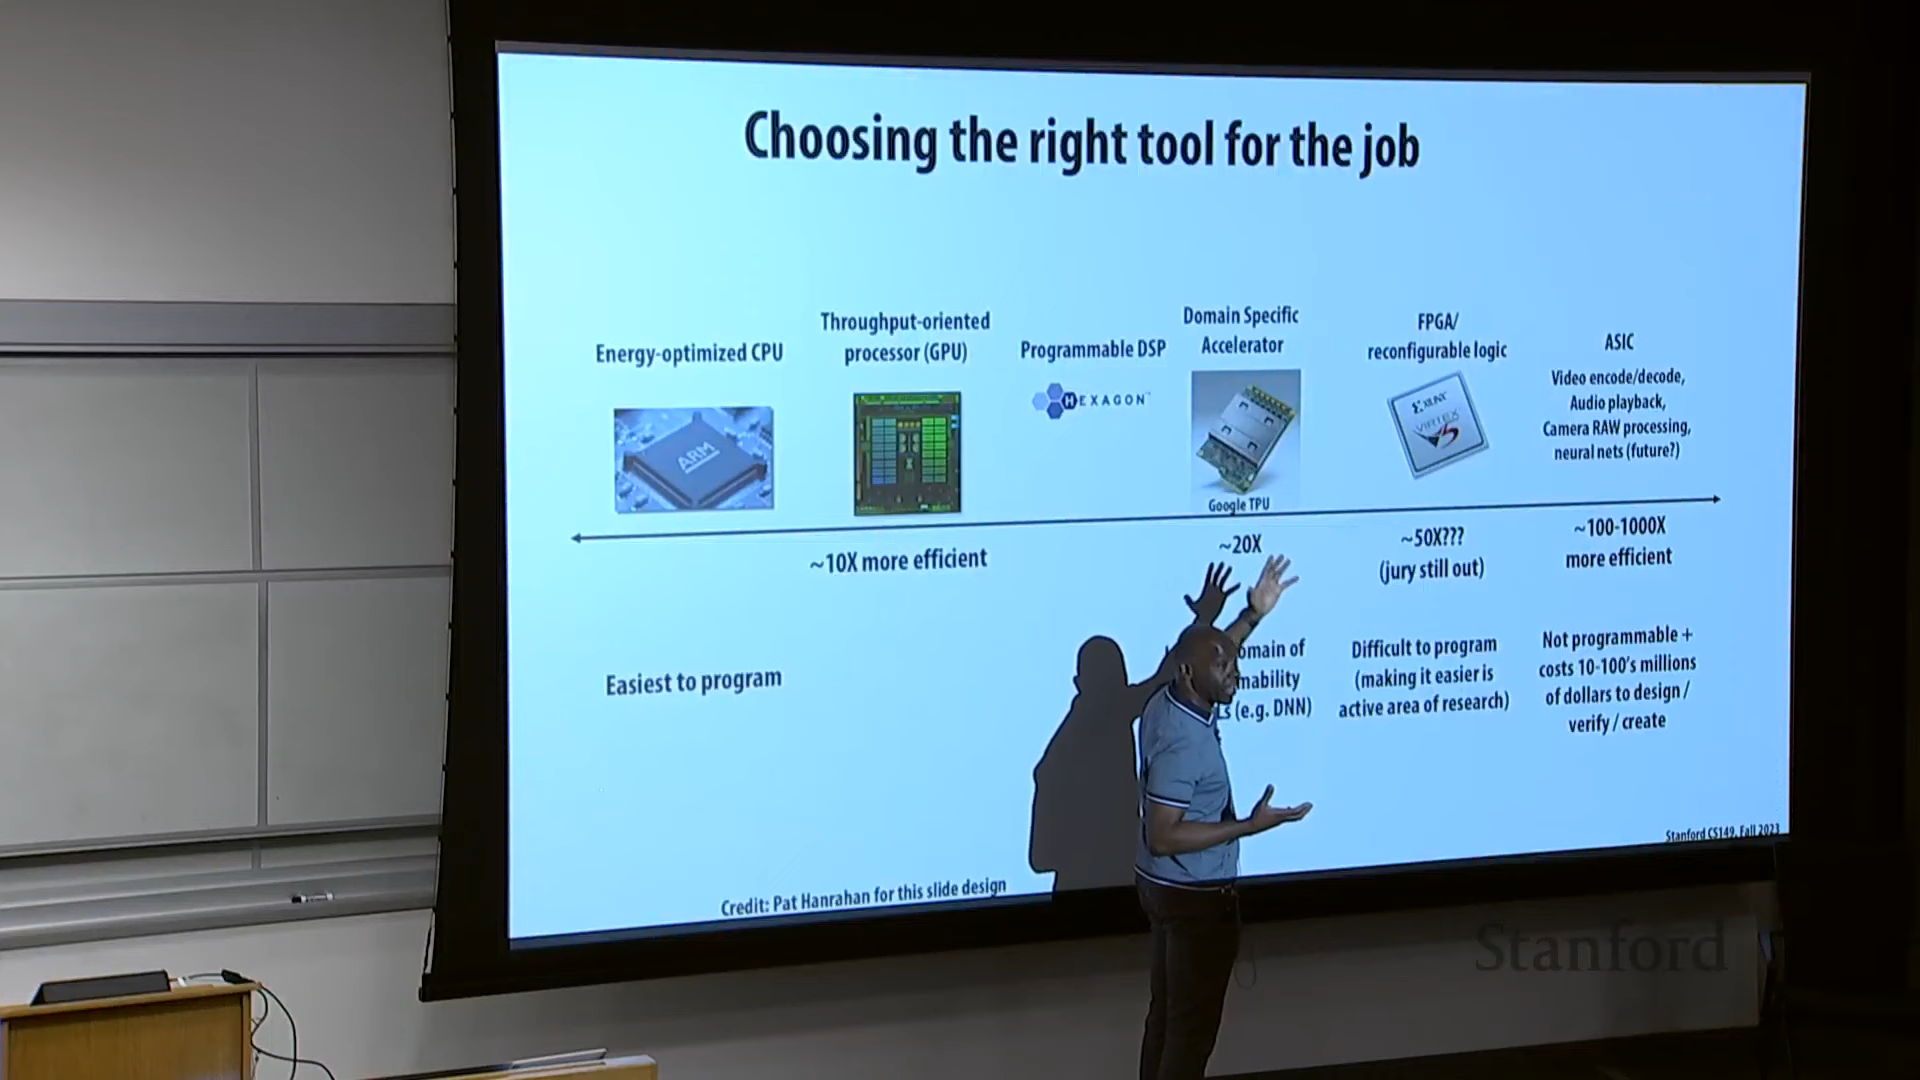 Choosing the right tool for the job
Energy-optimized CPU
ARM
Throughput-oriented
processor (GPU)
Programmable DSP
HEXAGON
Domain Specific
Accelerator
Google TPU
FPGA/
reconfigurable logic
XILINX
VIRTEX
5
ASIC
Video encode/decode,
Audio playback,
Camera RAW processing,
neural nets (future?)
~10X more efficient
~20X
~50X???
(jury still out)
~100-1000X
more efficient
Easiest to program
omain of
mability
(e.g. DNN)
Difficult to program
(making it easier is
active area of research)
Not programmable +
costs 10-100's millions
of dollars to design /
verify / create
Credit: Pat Hanrahan for this slide design
Stanford CS149, Fall 2023
Stanford